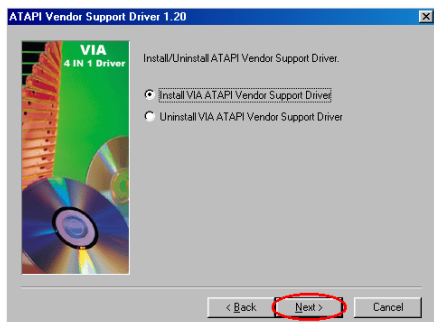 ATAPI Vendor Support Driver 1.20
VIA
4 IN 1 Driver
Install/Uninstall ATAPI Vendor Support Driver.
Install VIA ATAPI Vendor Support Driver
Uninstall VIA ATAPI Vendor Support Driver
< Back
Next >
Cancel